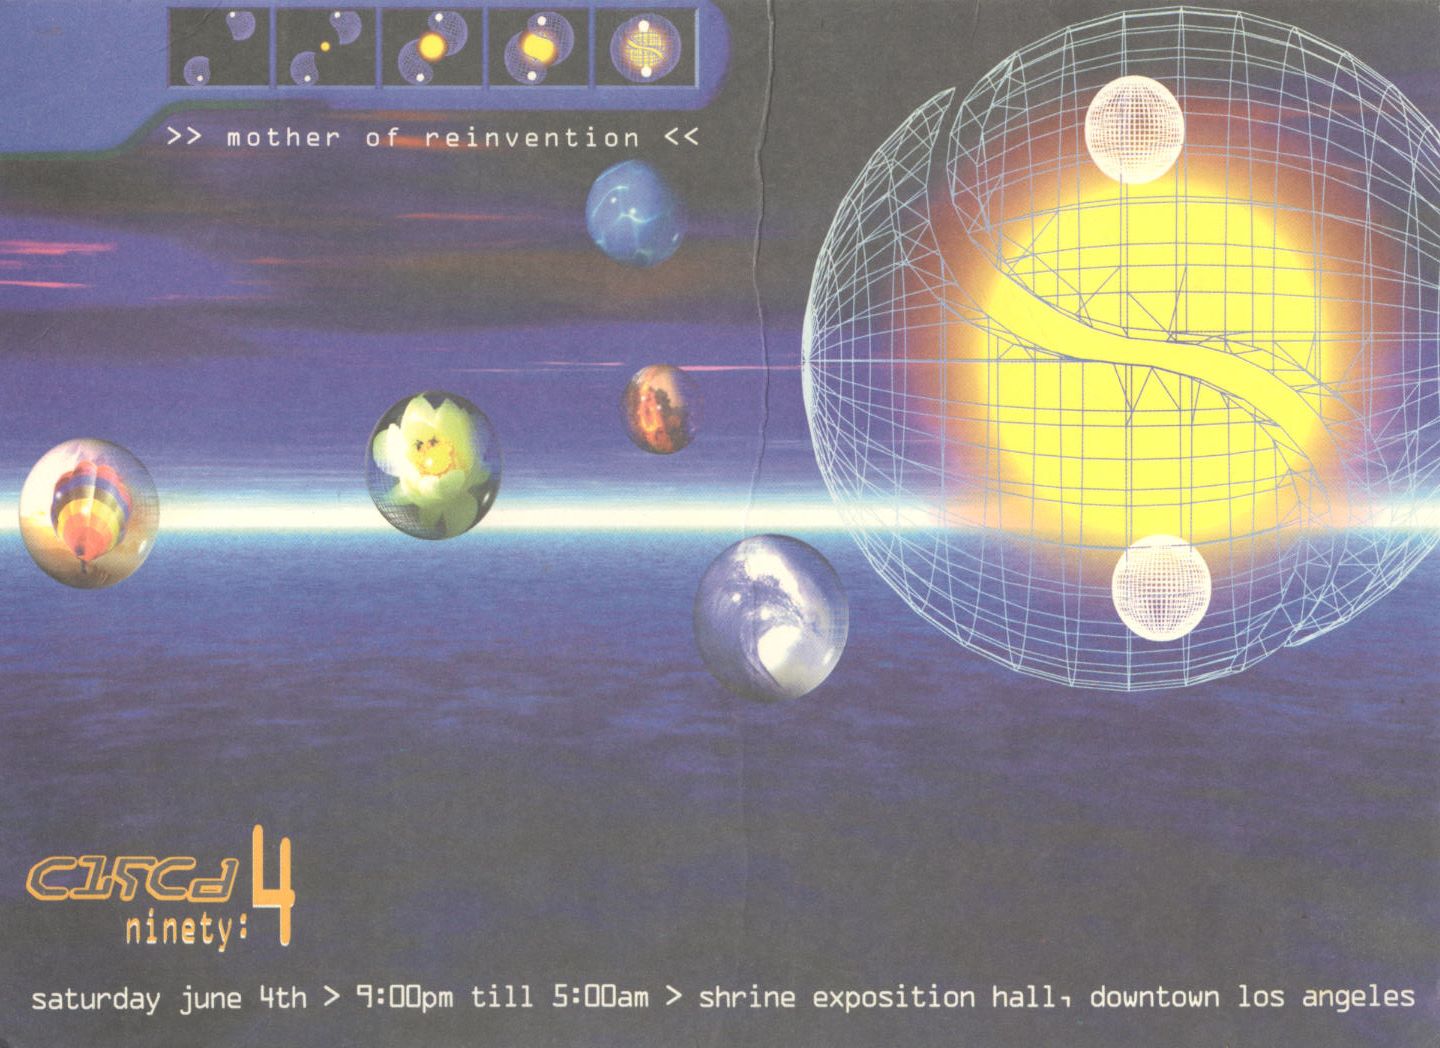 >> mother of reinvention <<
circa
ninety:4
saturday june 4th > 9:00pm till 5:00am > shrine exposition hall, downtown los angeles